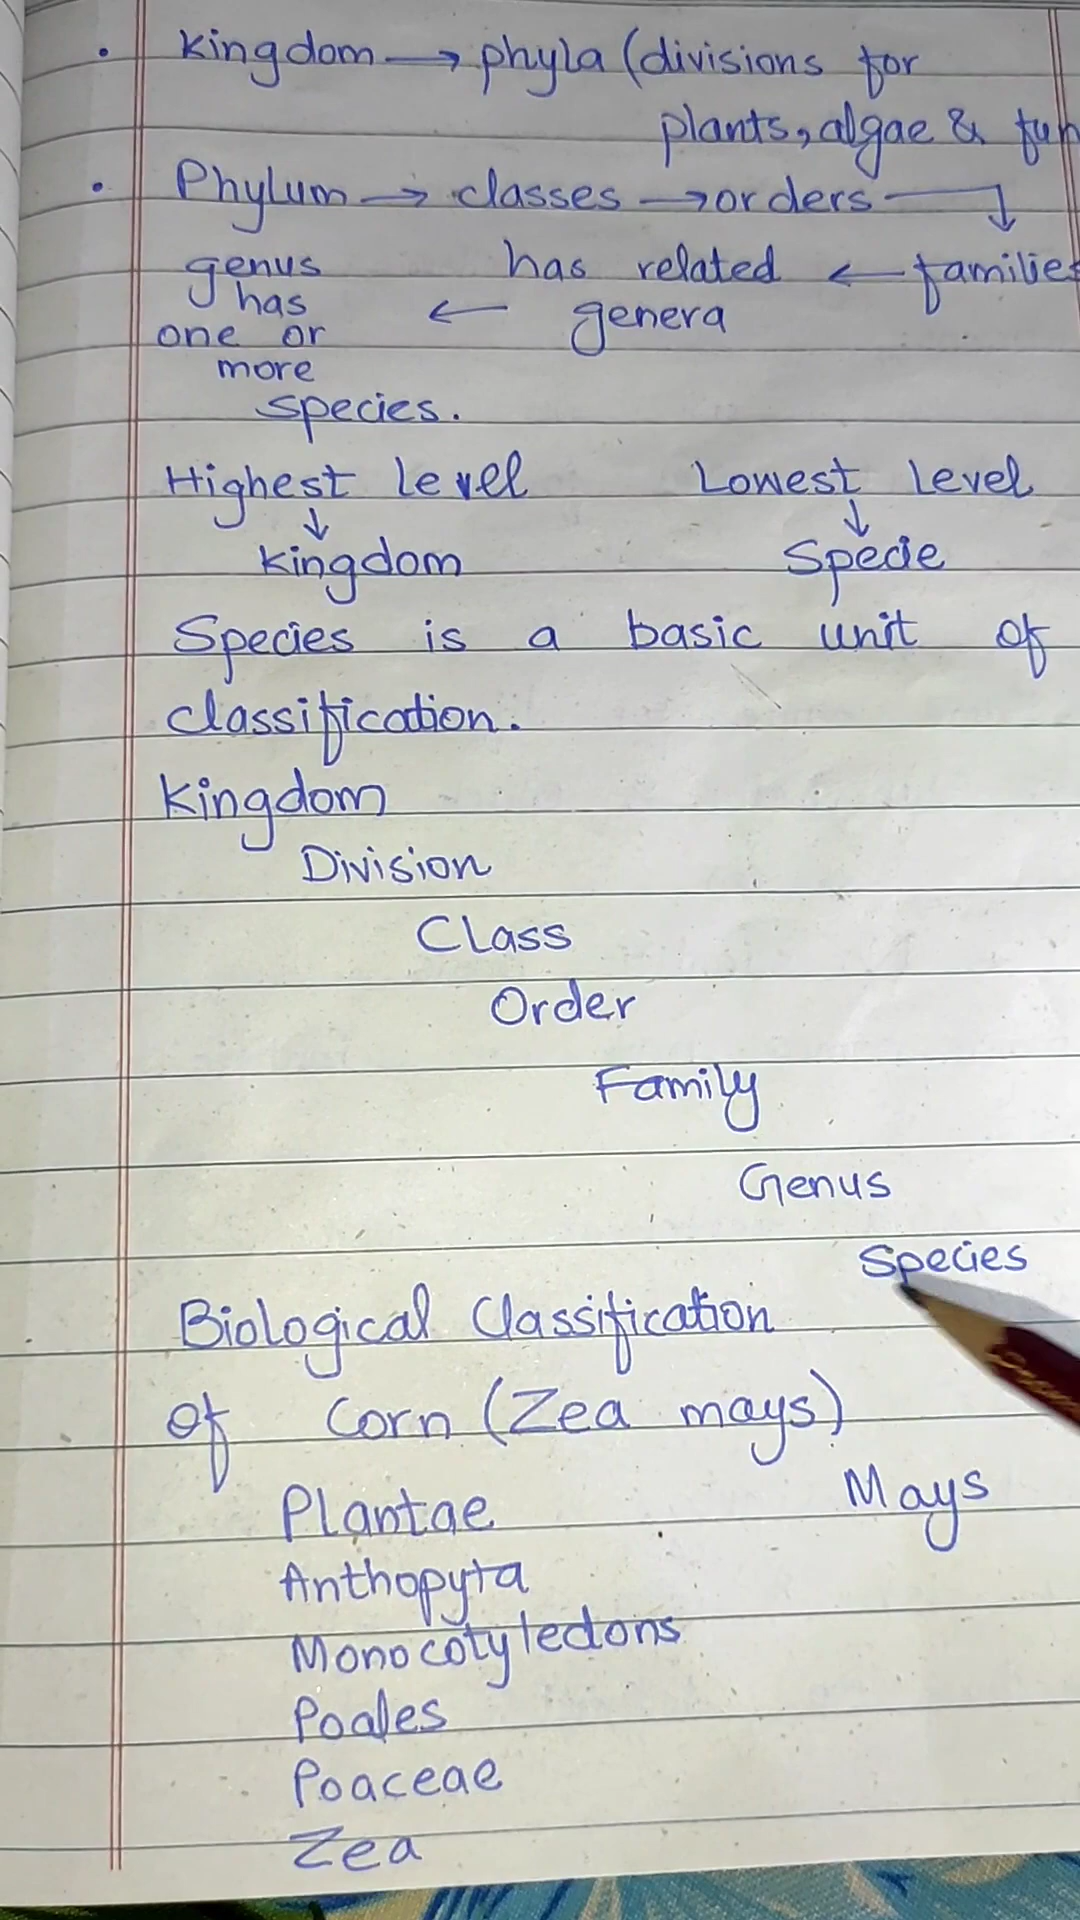 • Kingdom → phyla (divisions for
plants, algae & fun
• Phylum → classes → orders
genus has related ← families
has ← genera
one or
more
species.
Highest Level Lowest Level
↓ ↓
Kingdom Specie
Species is a basic unit of
classification.
Kingdom
Division
Class
Order
Family
Genus
Species
Biological Classification
of Corn (Zea mays)
Plantae Mays
Anthopyta
Monocotyledons
Poales
Poaceae
Zea